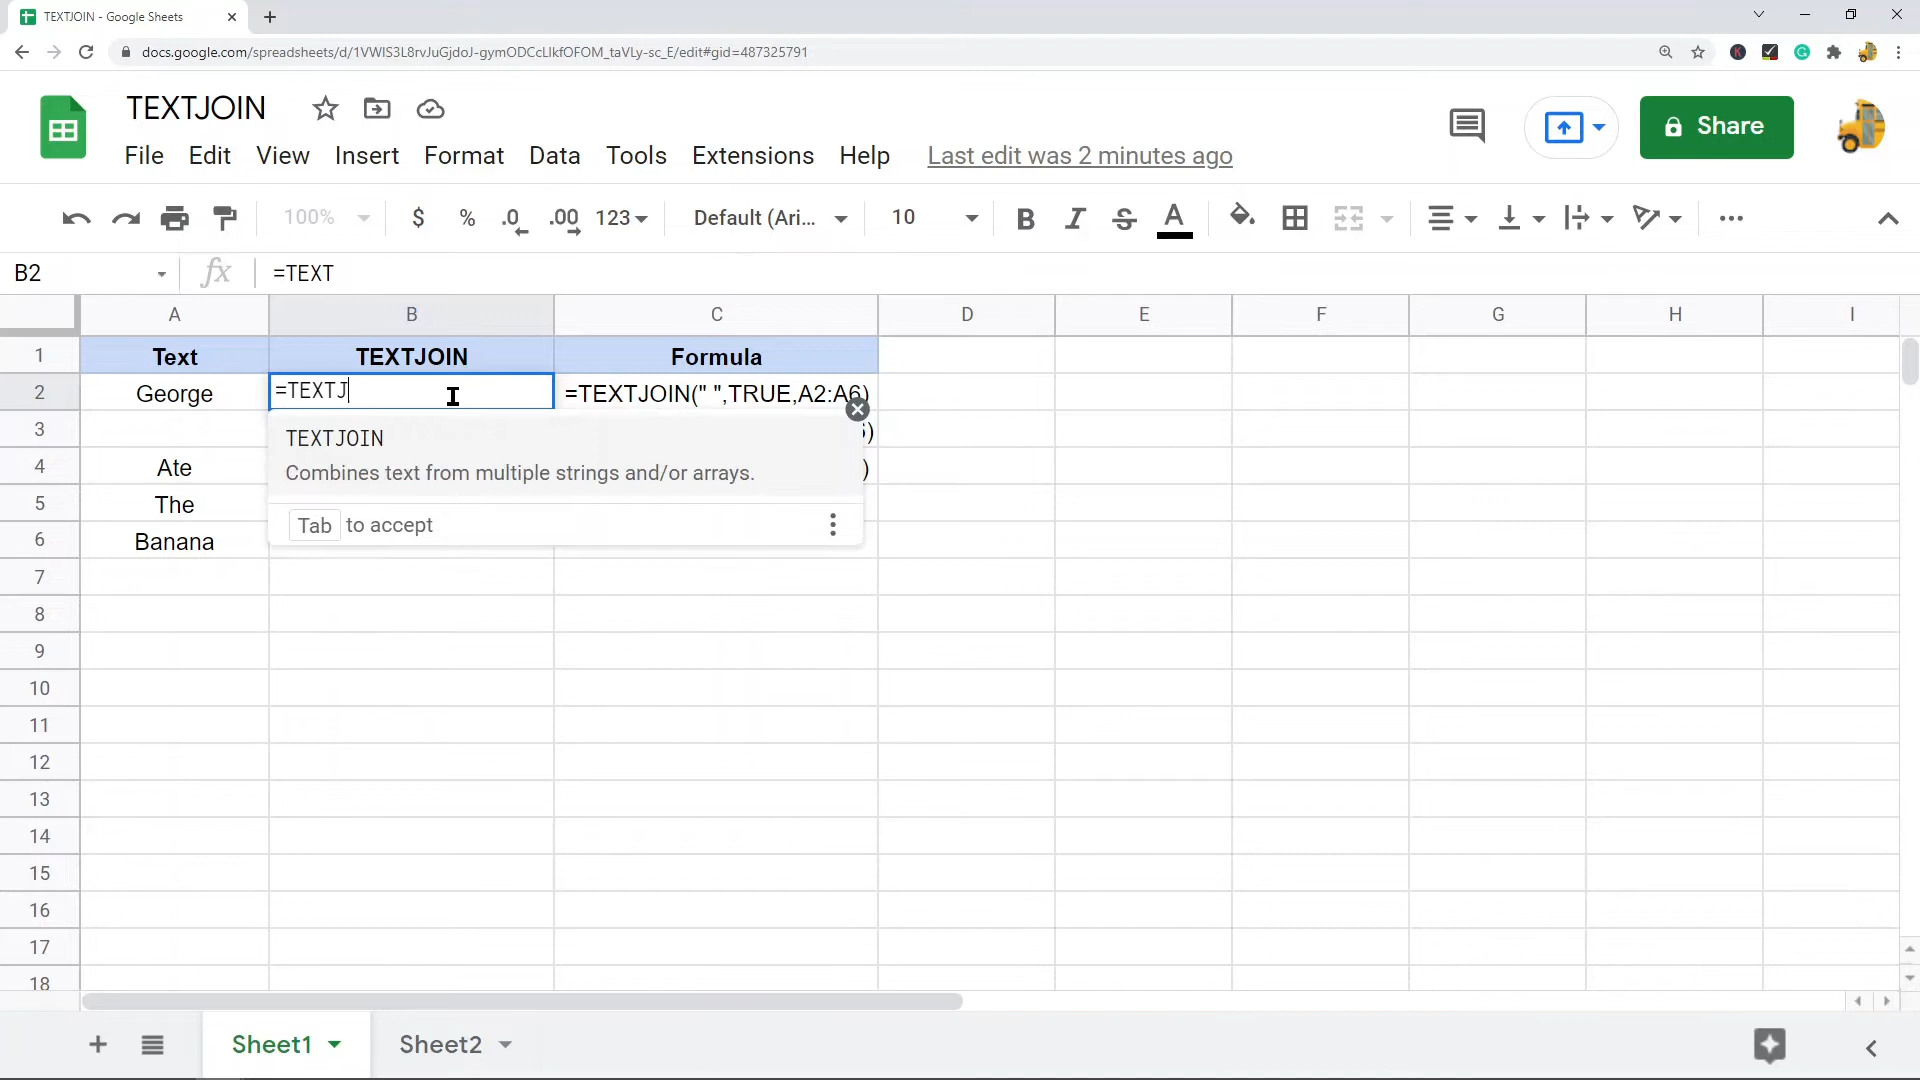 TEXTJOIN - Google Sheets
docs.google.com/spreadsheets/d/1VWIS3L8rvJuGjdoJ-gymODCcLIkfOFOM_taVLy-sc_E/edit#gid=487325791
TEXTJOIN
Share
File Edit View Insert Format Data Tools Extensions Help Last edit was 2 minutes ago
100% $ % .0 .00 123 Default (Ari... 10 B I S A
B2 fx =TEXT
A B C D E F G H I
1 Text TEXTJOIN Formula
2 George =TEXTJ =TEXTJOIN(" ",TRUE,A2:A6)
3 )
TEXTJOIN
4 Ate Combines text from multiple strings and/or arrays. )
5 The Tab to accept
6 Banana
7
8
9
10
11
12
13
14
15
16
17
18
Sheet1 Sheet2